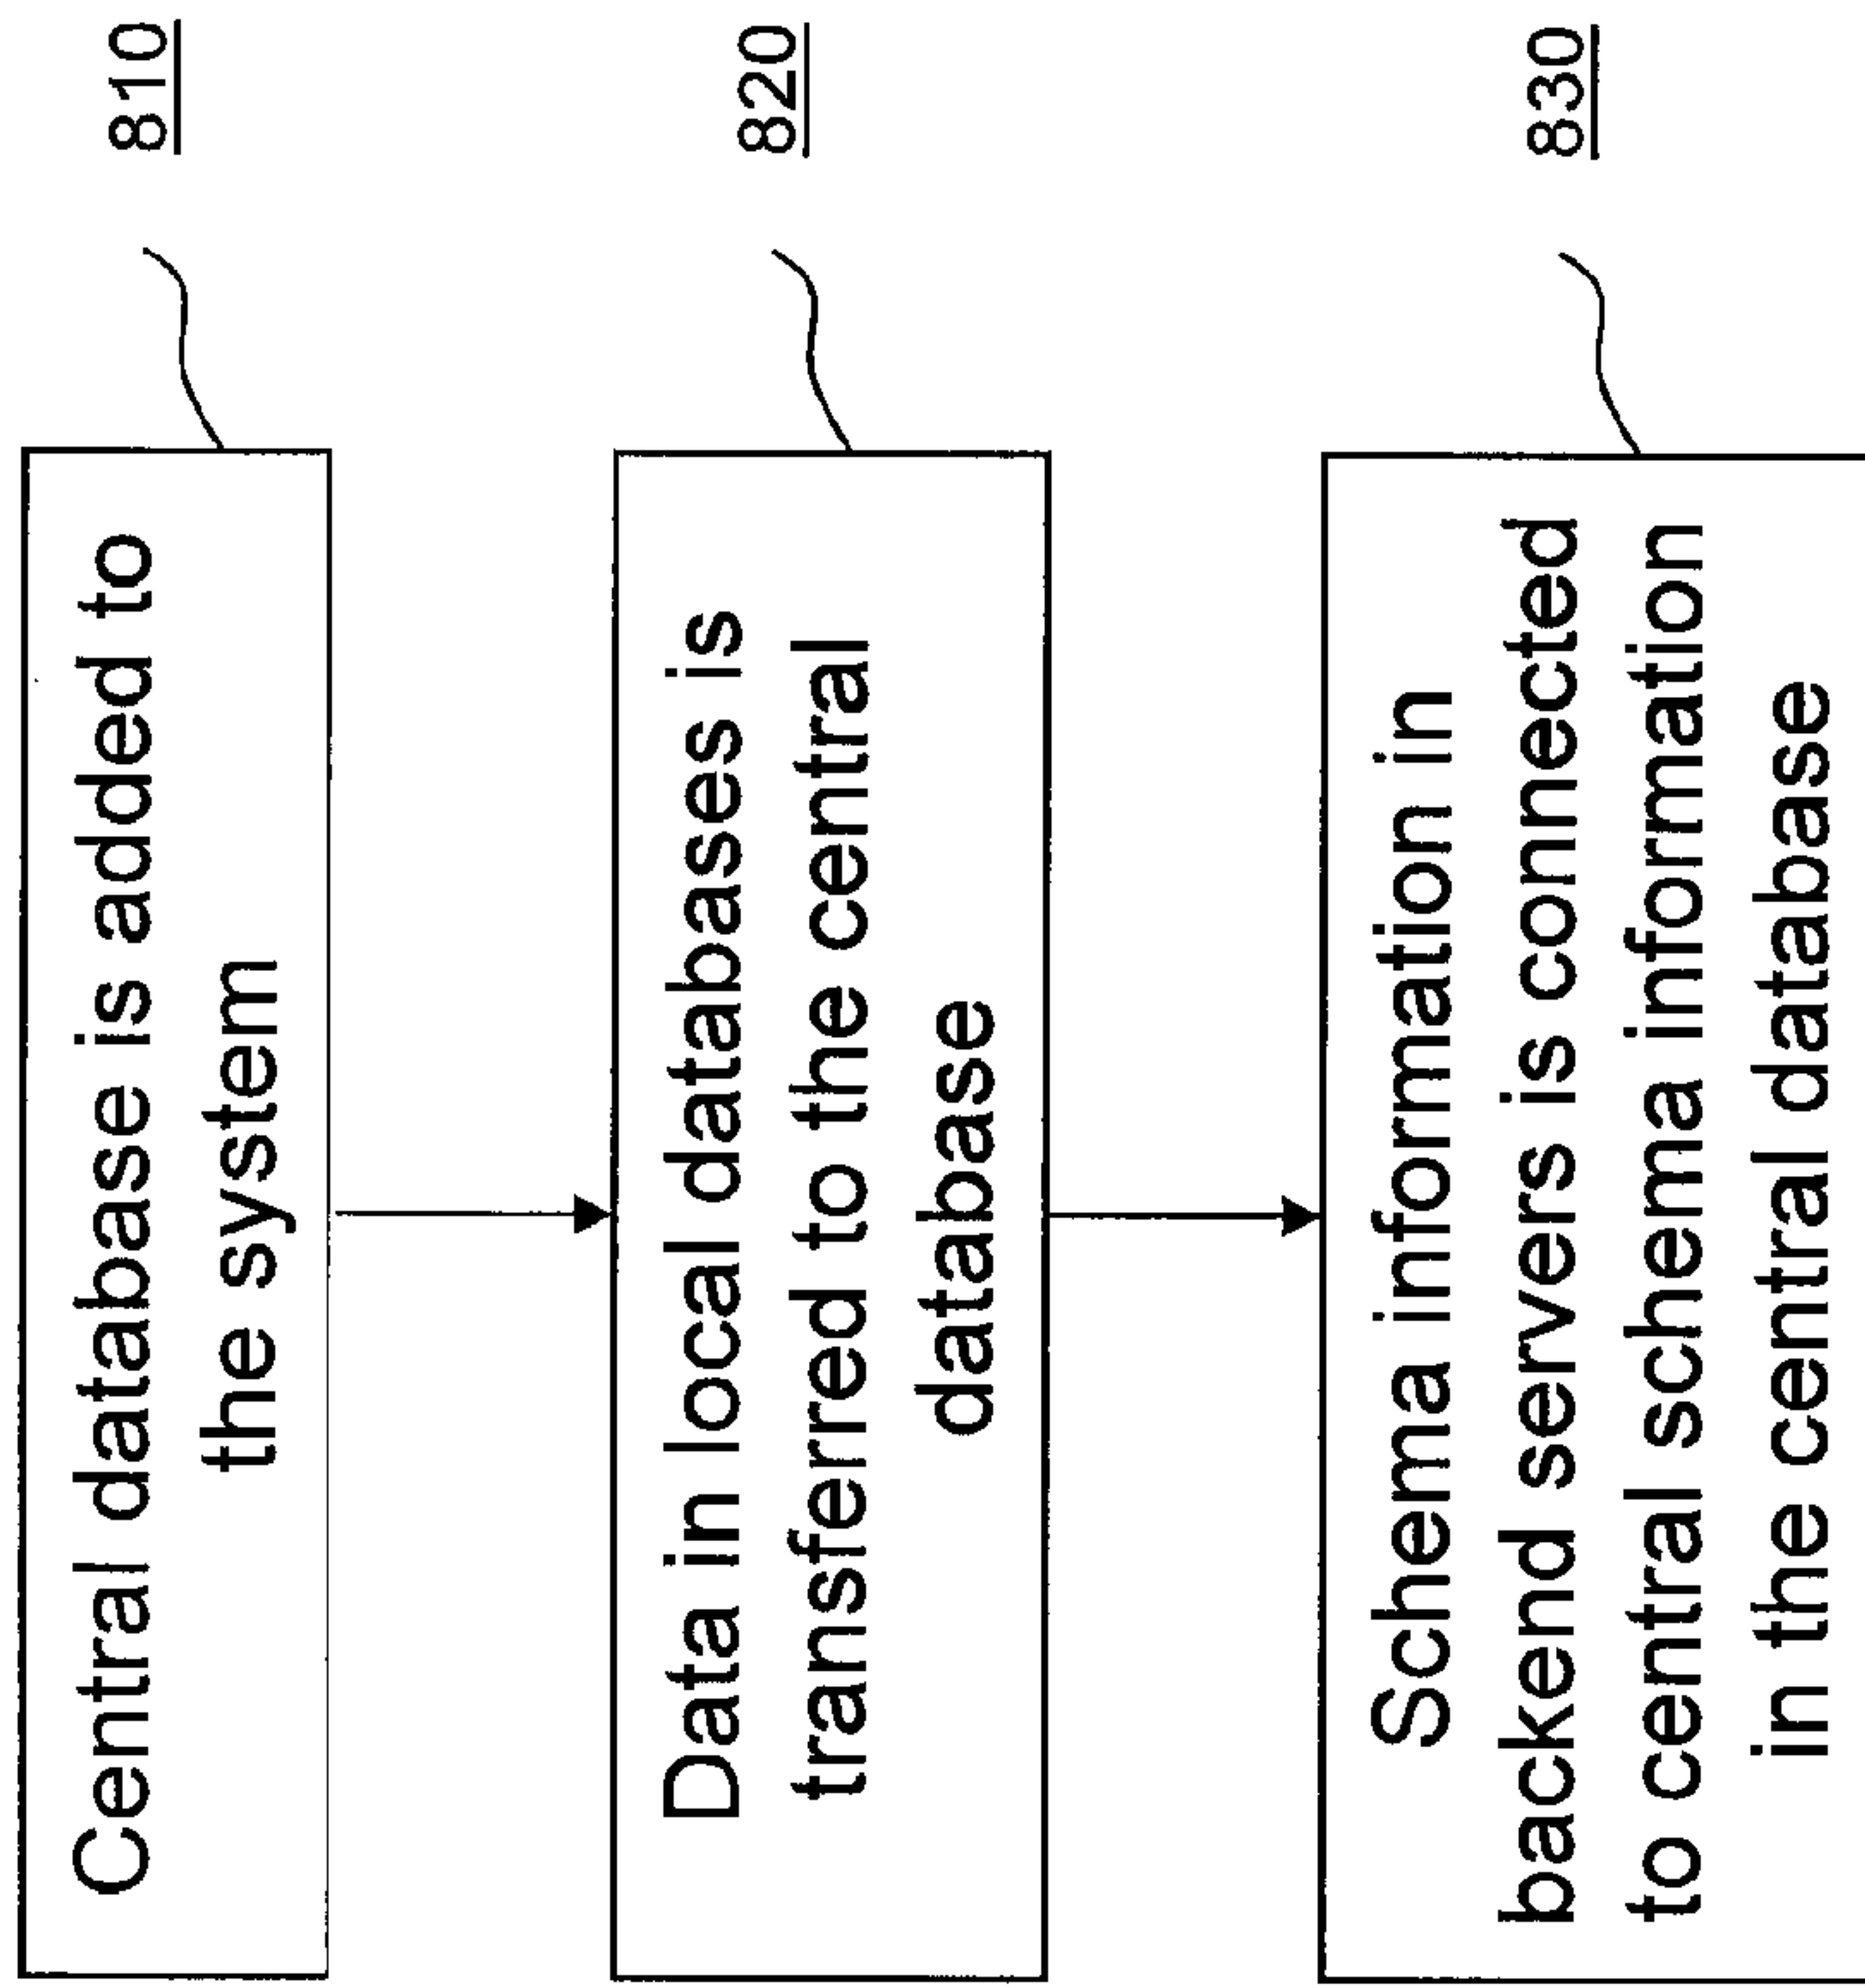 Central database is added to
the system
810
Data in local databases is
transferred to the central
database
820
Schema information in
backend servers is connected
to central schema information
in the central database
830